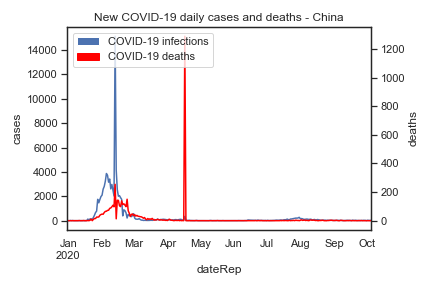 New COVID-19 daily cases and deaths - China
COVID-19 infections
COVID-19 deaths
14000
12000
10000
8000
6000
4000
2000
0
cases
1200
1000
800
600
400
200
0
deaths
Jan Feb Mar Apr May Jun Jul Aug Sep Oct
2020
dateRep